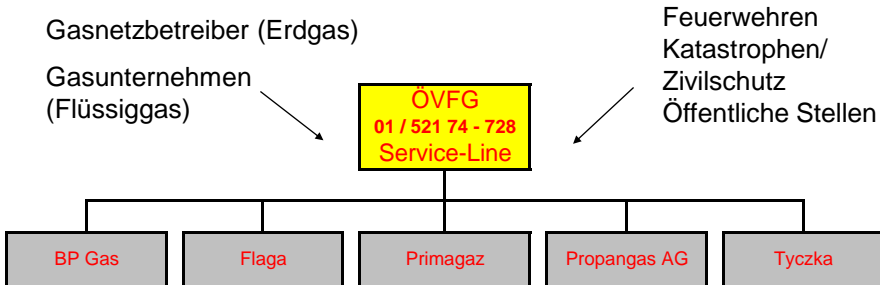 Gasnetzbetreiber (Erdgas)
Gasunternehmen
(Flüssiggas)
Feuerwehren
Katastrophen/
Zivilschutz
Öffentliche Stellen
ÖVFG
01 / 521 74 - 728
Service-Line
BP Gas
Flaga
Primagaz
Propangas AG
Tyczka